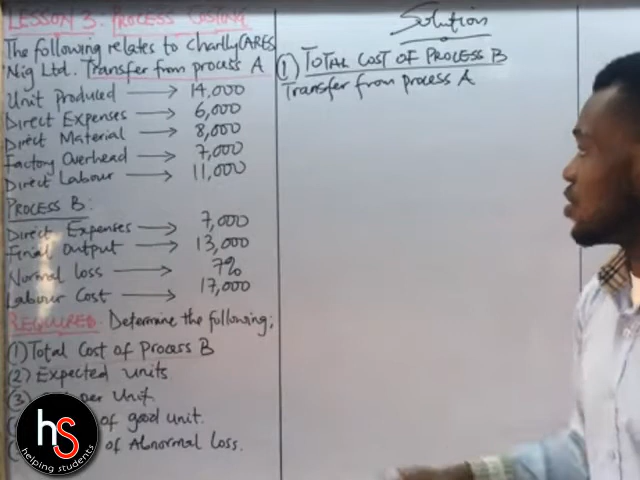 LESSON 3: PROCESS COSTING
The following relates to charllyCARES
Nig Ltd. Transfer from process A
Unit Produced → 14,000
Direct Expenses → 6,000
Direct Material → 8,000
Factory Overhead → 7,000
Direct Labour → 11,000
PROCESS B:
Direct Expenses → 7,000
Final Output → 13,000
Normal loss → 7%
Labour Cost → 17,000
REQUIRED: Determine the following;
(1) Total Cost of Process B
(2) Expected Units
(3) per Unit
of good unit.
of Abnormal Loss.
hs
helping students
Solution
(1) TOTAL COST OF PROCESS B
Transfer from process A